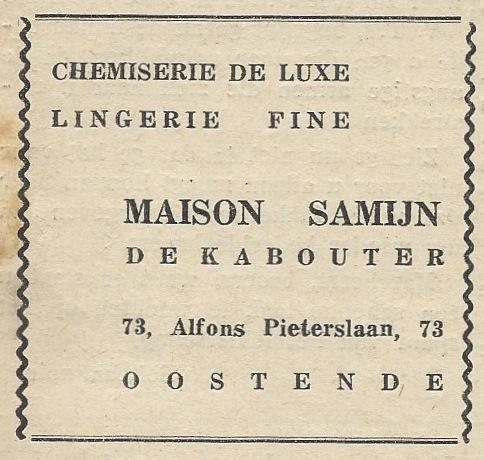 CHEMISERIE DE LUXE
LINGERIE FINE
MAISON SAMIJN
DE KABOUTER
73, Alfons Pieterslaan, 73
OOSTENDE